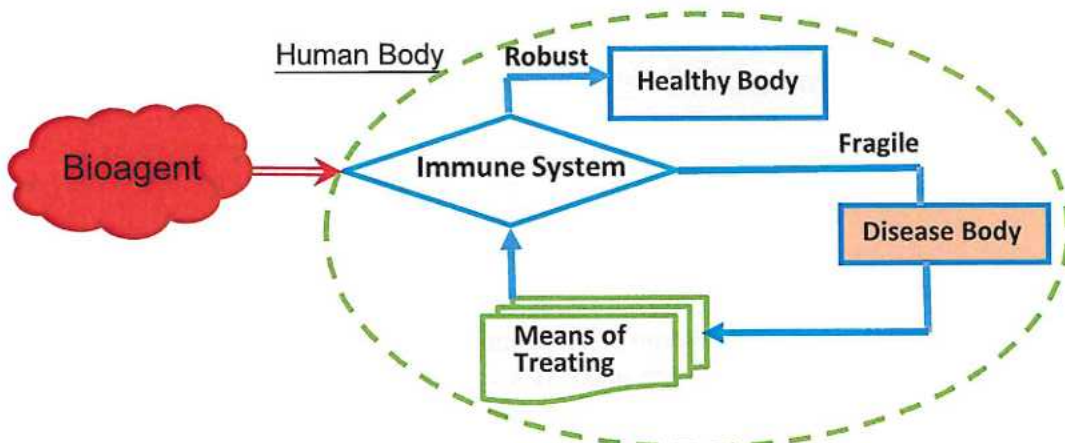 Human Body
Robust
Healthy Body
Bioagent
Immune System
Fragile
Disease Body
Means of
Treating